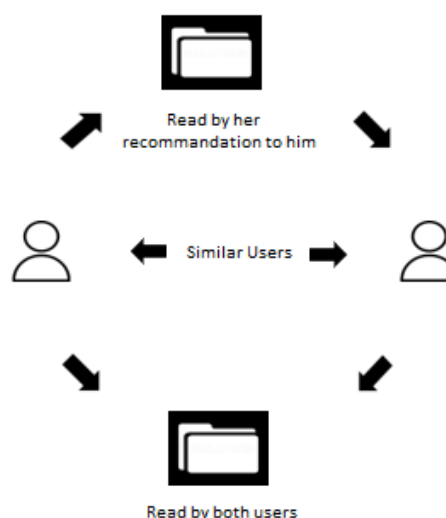 Read by her
recommandation to him
Similar Users
Read by both users